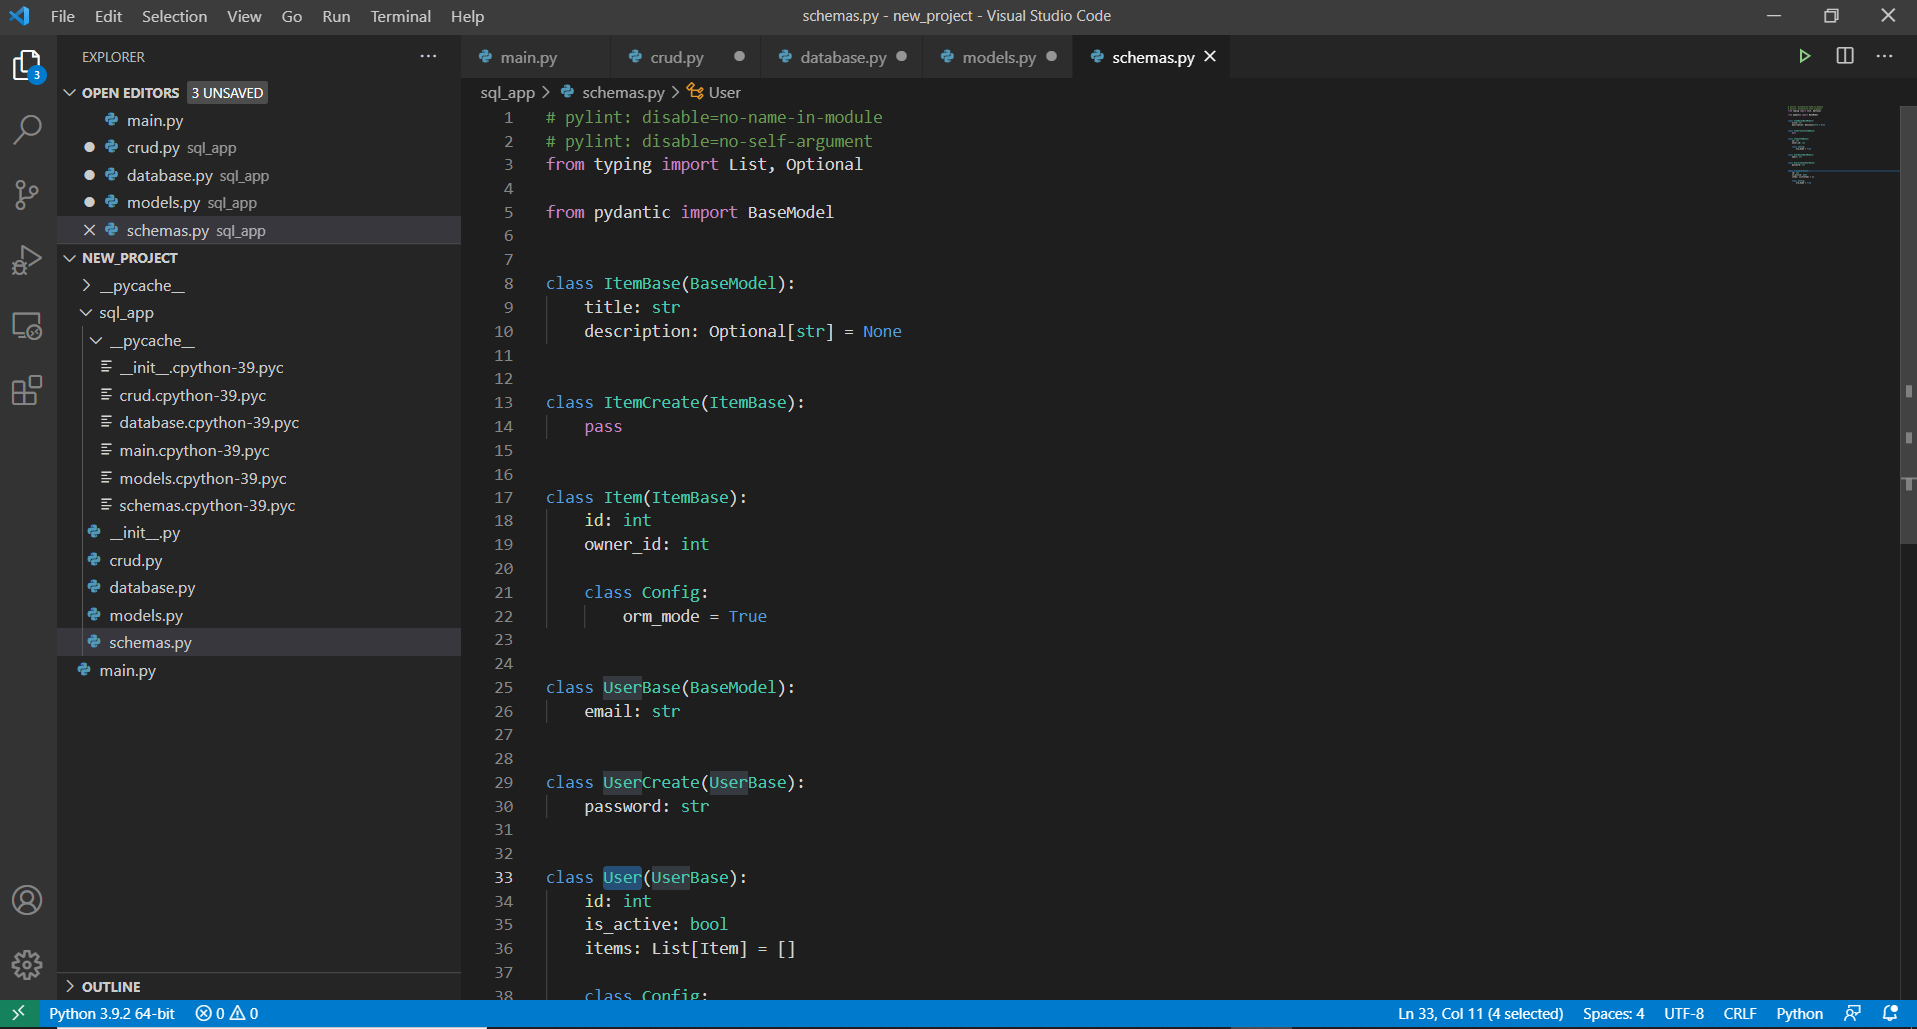 File Edit Selection View Go Run Terminal Help
schemas.py - new_project - Visual Studio Code
3
EXPLORER
OPEN EDITORS 3 UNSAVED
main.py
crud.py sql_app
database.py sql_app
models.py sql_app
schemas.py sql_app
NEW_PROJECT
__pycache__
sql_app
__pycache__
__init__.cpython-39.pyc
crud.cpython-39.pyc
database.cpython-39.pyc
main.cpython-39.pyc
models.cpython-39.pyc
schemas.cpython-39.pyc
__init__.py
crud.py
database.py
models.py
schemas.py
main.py
OUTLINE
main.py crud.py database.py models.py schemas.py
sql_app > schemas.py > User
1 # pylint: disable=no-name-in-module
2 # pylint: disable=no-self-argument
3 from typing import List, Optional
4
5 from pydantic import BaseModel
6
7
8 class ItemBase(BaseModel):
9     title: str
10     description: Optional[str] = None
11
12
13 class ItemCreate(ItemBase):
14     pass
15
16
17 class Item(ItemBase):
18     id: int
19     owner_id: int
20
21     class Config:
22         orm_mode = True
23
24
25 class UserBase(BaseModel):
26     email: str
27
28
29 class UserCreate(UserBase):
30     password: str
31
32
33 class User(UserBase):
34     id: int
35     is_active: bool
36     items: List[Item] = []
37
38     class Config:
Python 3.9.2 64-bit 0 0 Ln 33, Col 11 (4 selected) Spaces: 4 UTF-8 CRLF Python